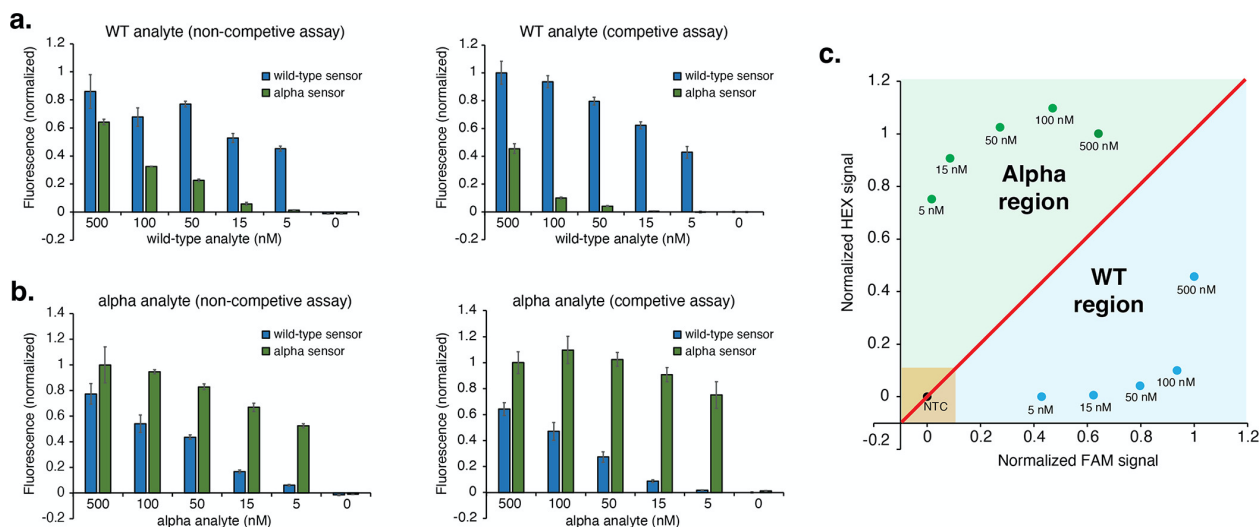 a.
WT analyte (non-competive assay)
Fluorescence (normalized)
1.2
1
0.8
0.6
0.4
0.2
0
-0.2
wild-type sensor
alpha sensor
500 100 50 15 5 0
wild-type analyte (nM)
WT analyte (competive assay)
Fluorescence (normalized)
1.2
1
0.8
0.6
0.4
0.2
0
-0.2
wild-type sensor
alpha sensor
500 100 50 15 5 0
wild-type analyte (nM)
b.
alpha analyte (non-competive assay)
Fluorescence (normalized)
1.4
1.2
1
0.8
0.6
0.4
0.2
0
-0.2
wild-type sensor
alpha sensor
500 100 50 15 5 0
alpha analyte (nM)
alpha analyte (competive assay)
Fluorescence (normalized)
1.4
1.2
1
0.8
0.6
0.4
0.2
0
-0.2
wild-type sensor
alpha sensor
500 100 50 15 5 0
alpha analyte (nM)
c.
Normalized HEX signal
1.2
1
0.8
0.6
0.4
0.2
0
100 nM
50 nM
500 nM
15 nM
5 nM
Alpha
region
WT
region
500 nM
100 nM
50 nM
15 nM
5 nM
NTC
-0.2 0 0.2 0.4 0.6 0.8 1 1.2
Normalized FAM signal